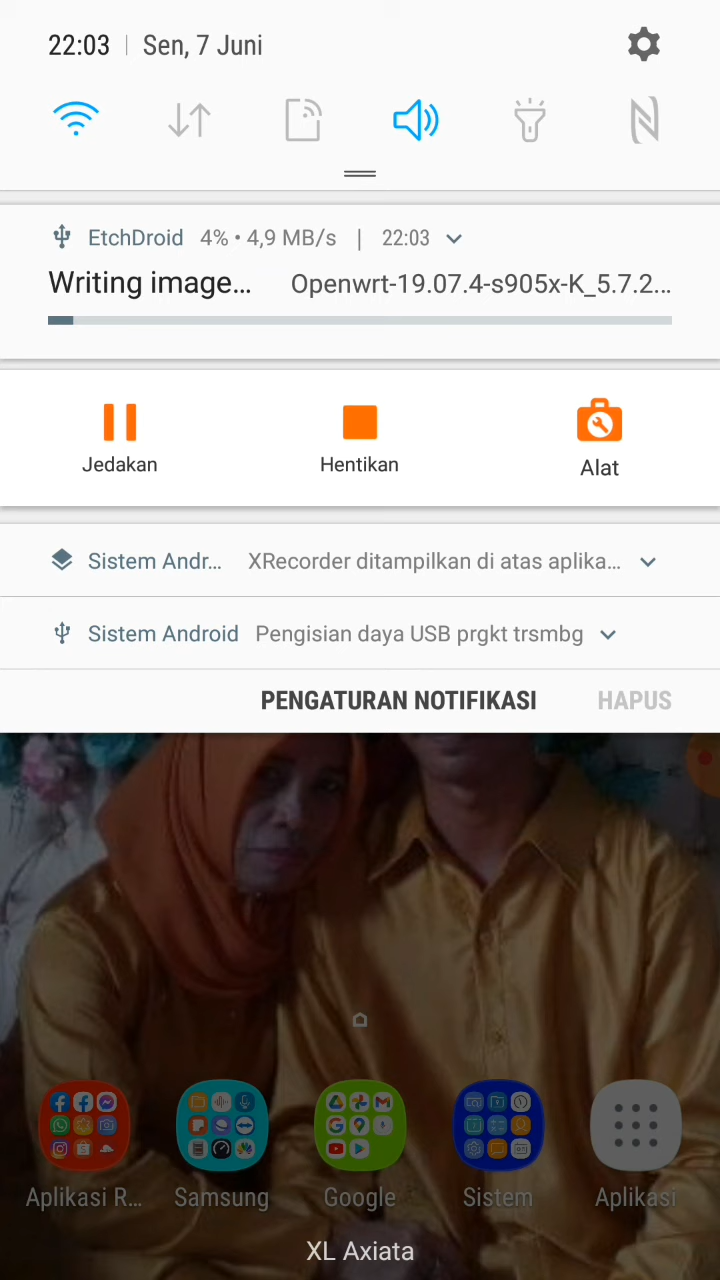 22:03 | Sen, 7 Juni
EtchDroid 4% • 4,9 MB/s | 22:03
Writing image... Openwrt-19.07.4-s905x-K_5.7.2...
Jedakan Hentikan Alat
Sistem Andr... XRecorder ditampilkan di atas aplika...
Sistem Android Pengisian daya USB prgkt trsmbg
PENGATURAN NOTIFIKASI HAPUS
Aplikasi R... Samsung Google Sistem Aplikasi
XL Axiata